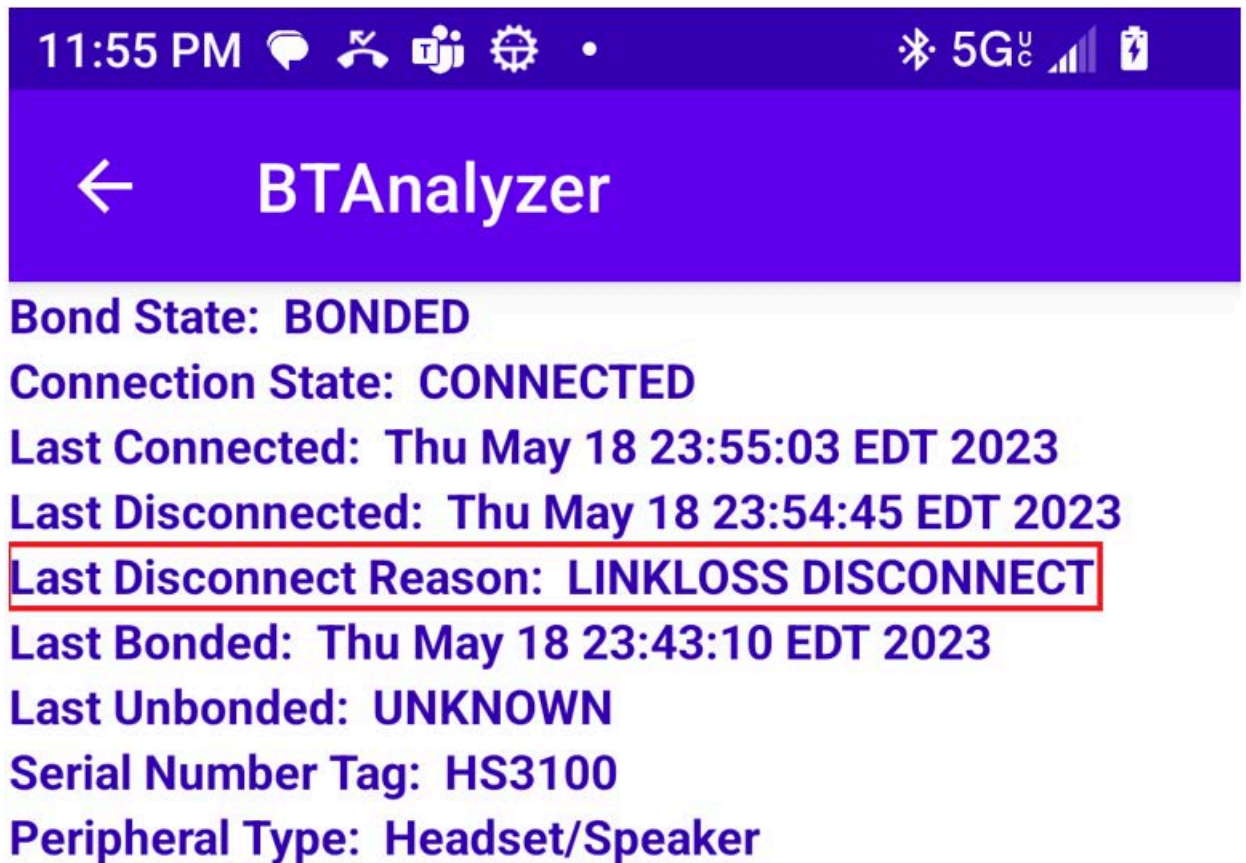 11:55 PM 5G UC
BTAnalyzer
Bond State: BONDED
Connection State: CONNECTED
Last Connected: Thu May 18 23:55:03 EDT 2023
Last Disconnected: Thu May 18 23:54:45 EDT 2023
Last Disconnect Reason: LINKLOSS DISCONNECT
Last Bonded: Thu May 18 23:43:10 EDT 2023
Last Unbonded: UNKNOWN
Serial Number Tag: HS3100
Peripheral Type: Headset/Speaker